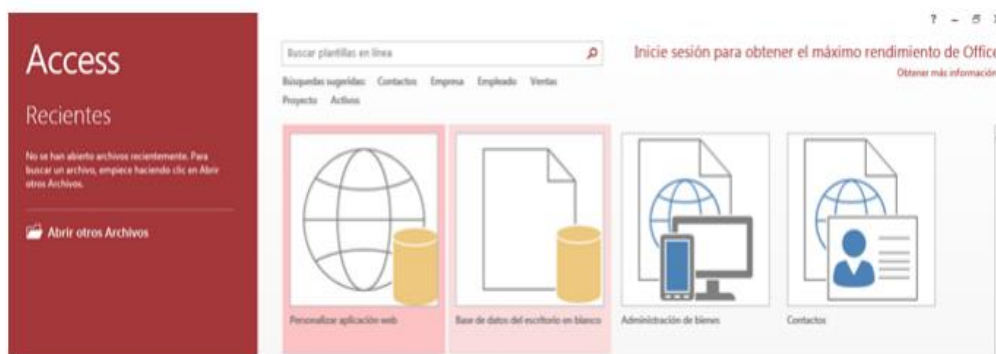 ? – X
Access
Buscar plantillas en línea
Inicie sesión para obtener el máximo rendimiento de Office
Obtener más información
Búsquedas sugeridas: Contactos Empresa Empleado Ventas
Proyecto Activos
Recientes
No se han abierto archivos recientemente. Para
buscar un archivo, empiece haciendo clic en Abrir
otros Archivos.
Abrir otros Archivos
Personalizar aplicación web
Base de datos del escritorio en blanco
Administración de bienes
Contactos